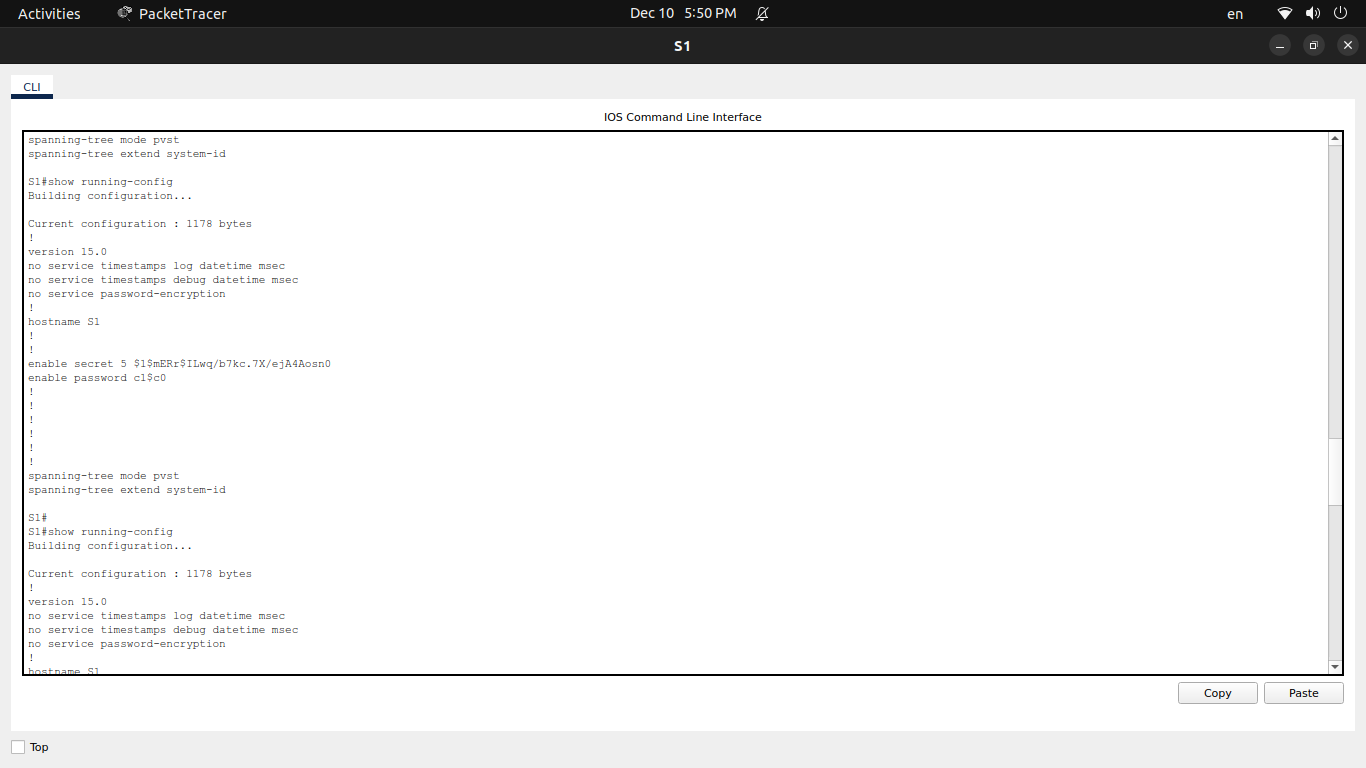 Activities PacketTracer Dec 10 5:50 PM en
S1
CLI
IOS Command Line Interface
spanning-tree mode pvst
spanning-tree extend system-id
S1#show running-config
Building configuration...
Current configuration : 1178 bytes
!
version 15.0
no service timestamps log datetime msec
no service timestamps debug datetime msec
no service password-encryption
!
hostname S1
!
!
enable secret 5 $1$mERr$ILwq/b7kc.7X/ejA4Aosn0
enable password c1$c0
!
!
!
!
!
!
spanning-tree mode pvst
spanning-tree extend system-id
S1#
S1#show running-config
Building configuration...
Current configuration : 1178 bytes
!
version 15.0
no service timestamps log datetime msec
no service timestamps debug datetime msec
no service password-encryption
!
hostname S1
Copy Paste
Top